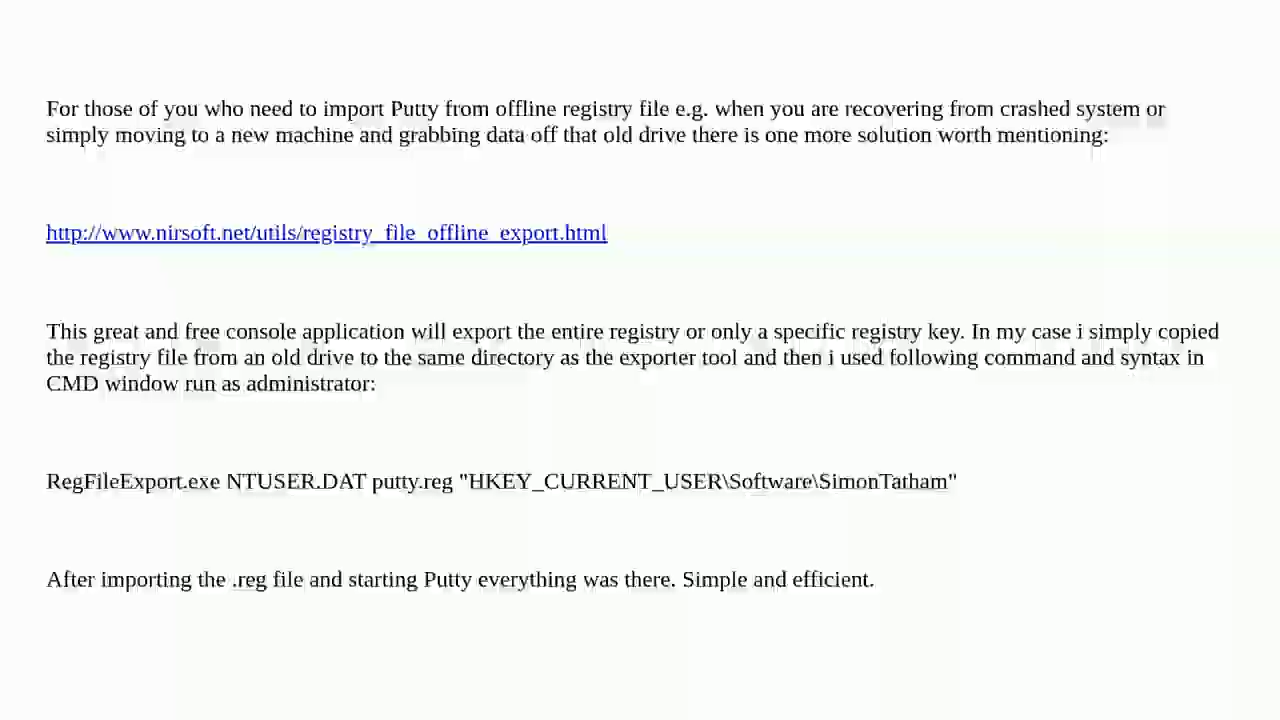 For those of you who need to import Putty from offline registry file e.g. when you are recovering from crashed system or
simply moving to a new machine and grabbing data off that old drive there is one more solution worth mentioning:
http://www.nirsoft.net/utils/registry_file_offline_export.html
This great and free console application will export the entire registry or only a specific registry key. In my case i simply copied
the registry file from an old drive to the same directory as the exporter tool and then i used following command and syntax in
CMD window run as administrator:
RegFileExport.exe NTUSER.DAT putty.reg "HKEY_CURRENT_USER\Software\SimonTatham"
After importing the .reg file and starting Putty everything was there. Simple and efficient.